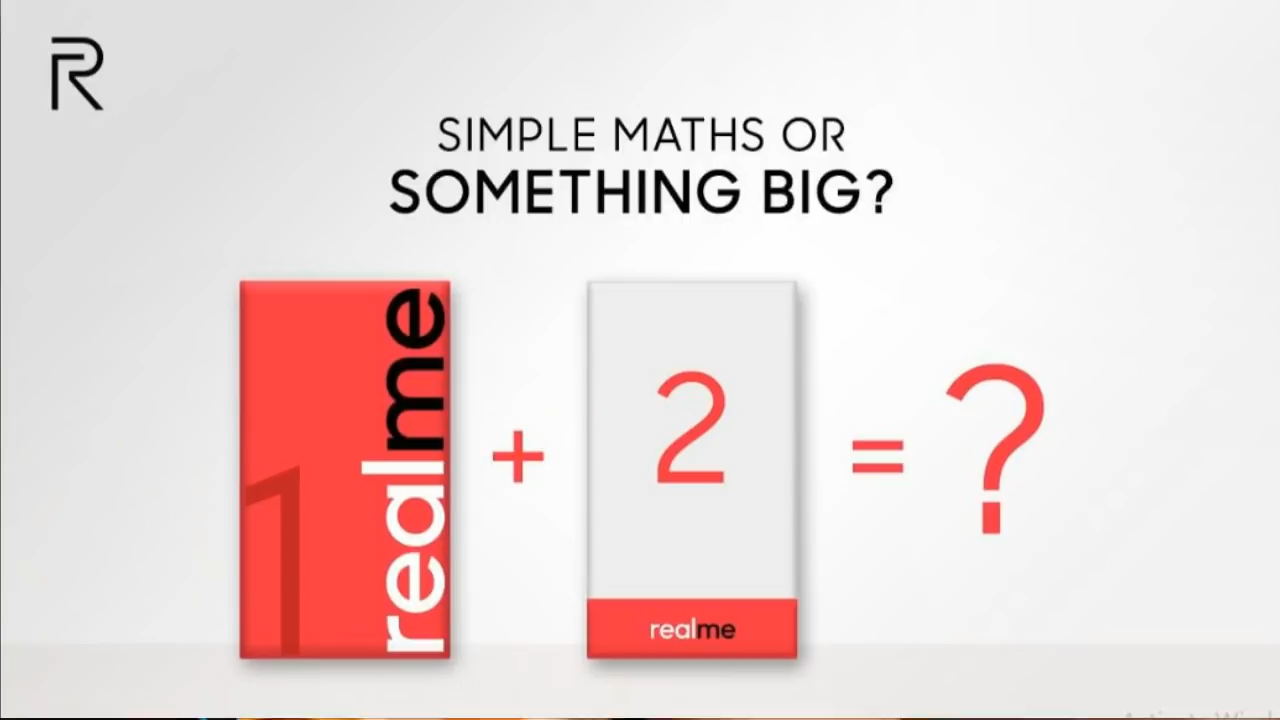 R
SIMPLE MATHS OR
SOMETHING BIG?
1
realme
+
2
realme
=
?